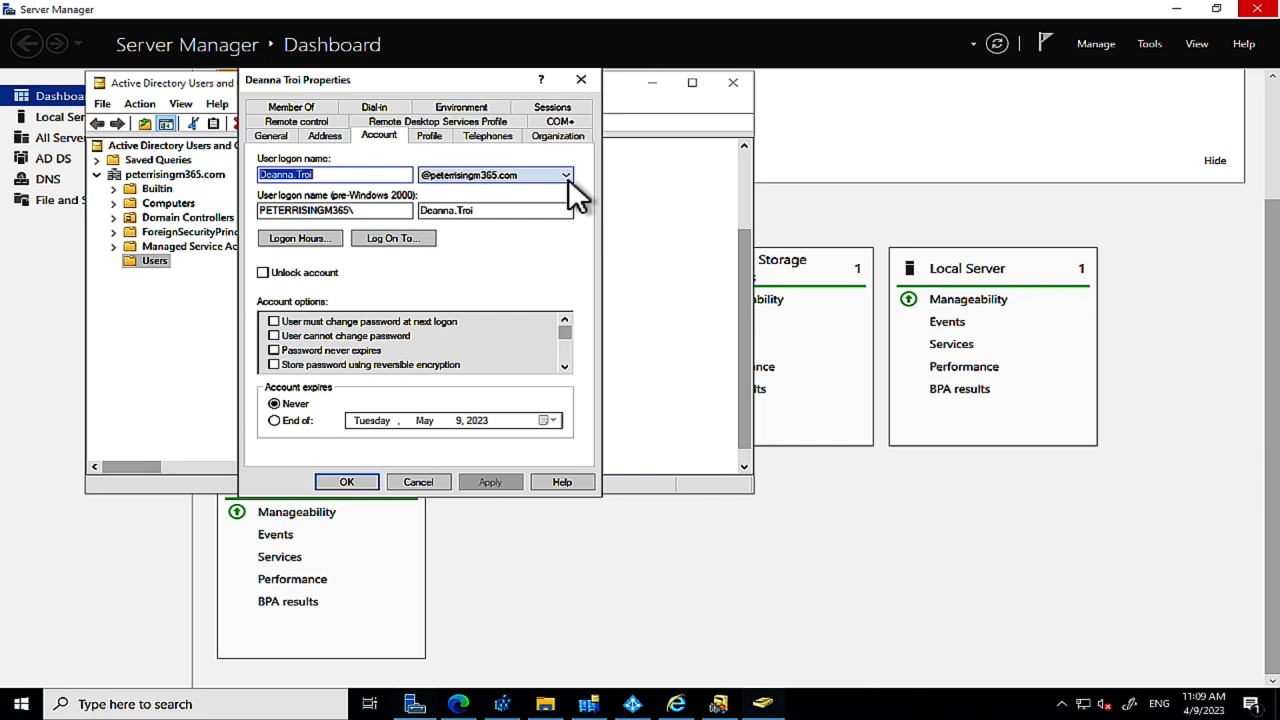 Server Manager
Server Manager • Dashboard
Manage
Tools
View
Help
Dashboa
Local Ser
All Serve
AD DS
DNS
File and S
Active Directory Users and
File Action View Help
Active Directory Users and C
Saved Queries
peterrisingm365.com
Builtin
Computers
Domain Controllers
ForeignSecurityPrinc
Managed Service Ac
Users
Deanna Troi Properties
?
Member Of
Dial-in
Environment
Sessions
Remote control
Remote Desktop Services Profile
COM+
General
Address
Account
Profile
Telephones
Organization
User logon name:
Deanna.Troi
@peterrisingm365.com
User logon name (pre-Windows 2000):
PETERRISINGM365\
Deanna.Troi
Logon Hours...
Log On To...
Unlock account
Account options:
User must change password at next logon
User cannot change password
Password never expires
Store password using reversible encryption
Account expires
Never
End of:
Tuesday , May 9, 2023
OK
Cancel
Apply
Help
Hide
Storage
1
ability
nce
lts
Local Server
1
Manageability
Events
Services
Performance
BPA results
Manageability
Events
Services
Performance
BPA results
Type here to search
ENG
11:09 AM
4/9/2023
1